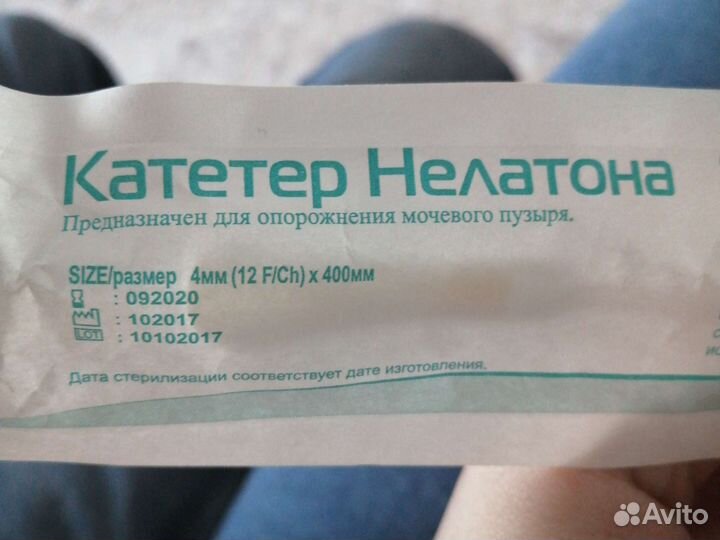 Катетер Нелатона
Предназначен для опорожнения мочевого пузыря.
SIZE/размер 4мм (12 F/Ch) x 400мм
: 092020
: 102017
LOT : 10102017
Дата стерилизации соответствует дате изготовления.
Avito